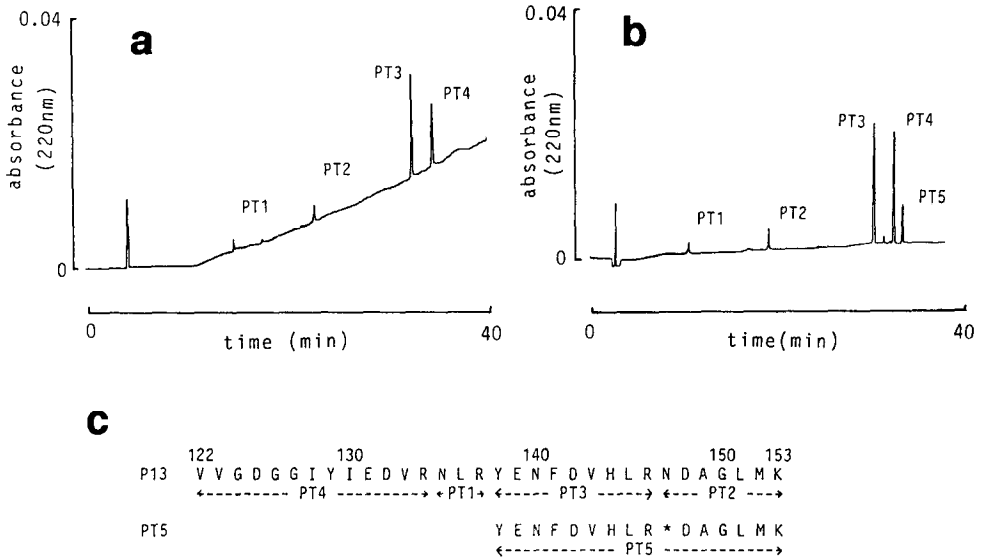 a
0.04
absorbance
(220nm)
0
PT1
PT2
PT3
PT4
0
40
time (min)
b
0.04
absorbance
(220nm)
0
PT1
PT2
PT3
PT4
PT5
0
40
time(min)
c
122 130 140 150 153
P13 V V G D G G I Y I E D V R N L R Y E N F D V H L R N D A G L M K
PT4 PT1 PT3 PT2
PT5 Y E N F D V H L R * D A G L M K
PT5